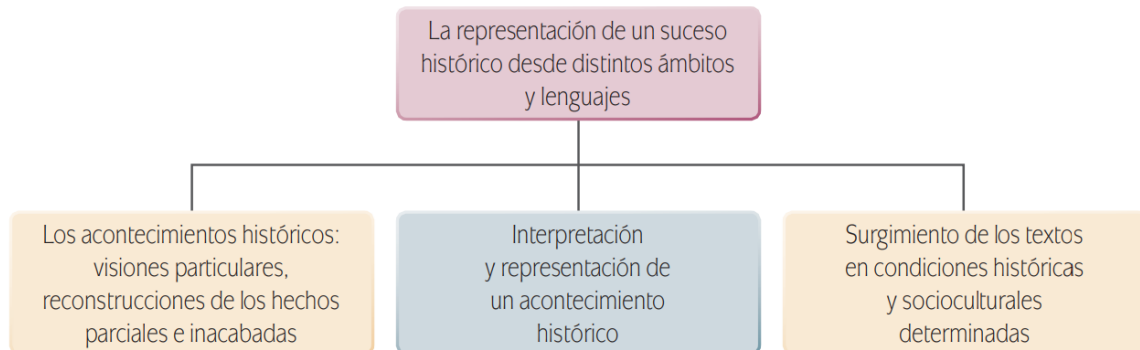 La representación de un suceso
histórico desde distintos ámbitos
y lenguajes
Los acontecimientos históricos:
visiones particulares,
reconstrucciones de los hechos
parciales e inacabadas
Interpretación
y representación de
un acontecimiento
histórico
Surgimiento de los textos
en condiciones históricas
y socioculturales
determinadas